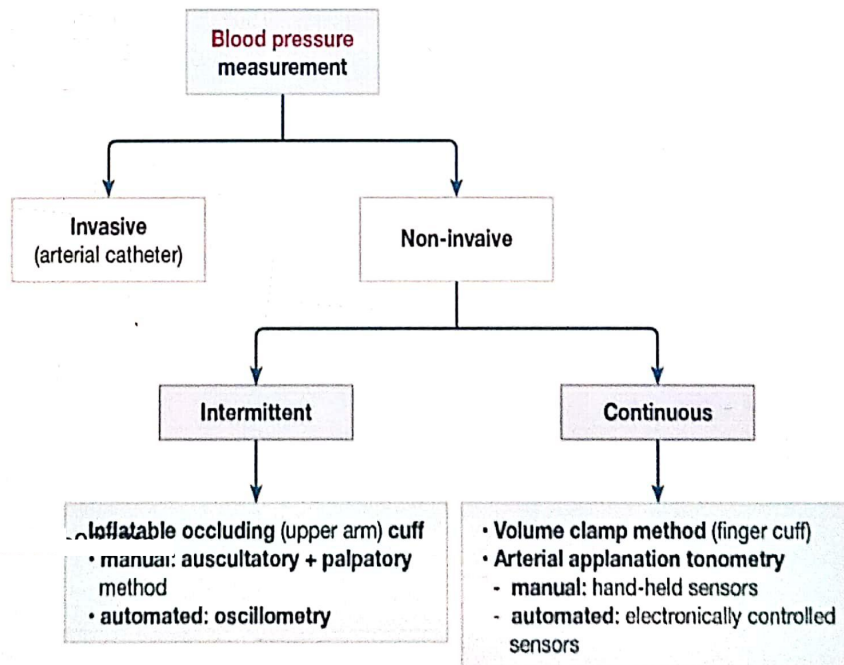 Blood pressure
measurement
Invasive
(arterial catheter)
Non-invaive
Intermittent
Continuous
Inflatable occluding (upper arm) cuff
• manual: auscultatory + palpatory
method
• automated: oscillometry
• Volume clamp method (finger cuff)
• Arterial applanation tonometry
- manual: hand-held sensors
- automated: electronically controlled
sensors